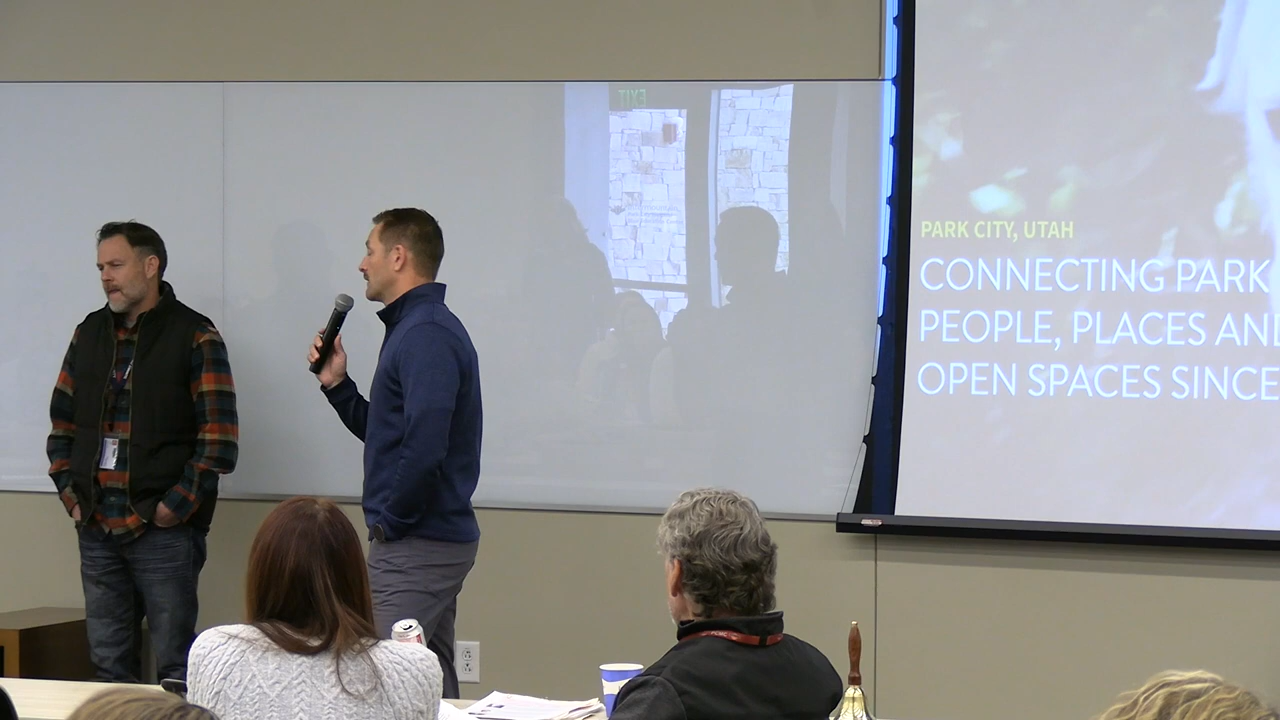 EXIT
PARK CITY, UTAH
CONNECTING PARK
PEOPLE, PLACES AND
OPEN SPACES SINCE